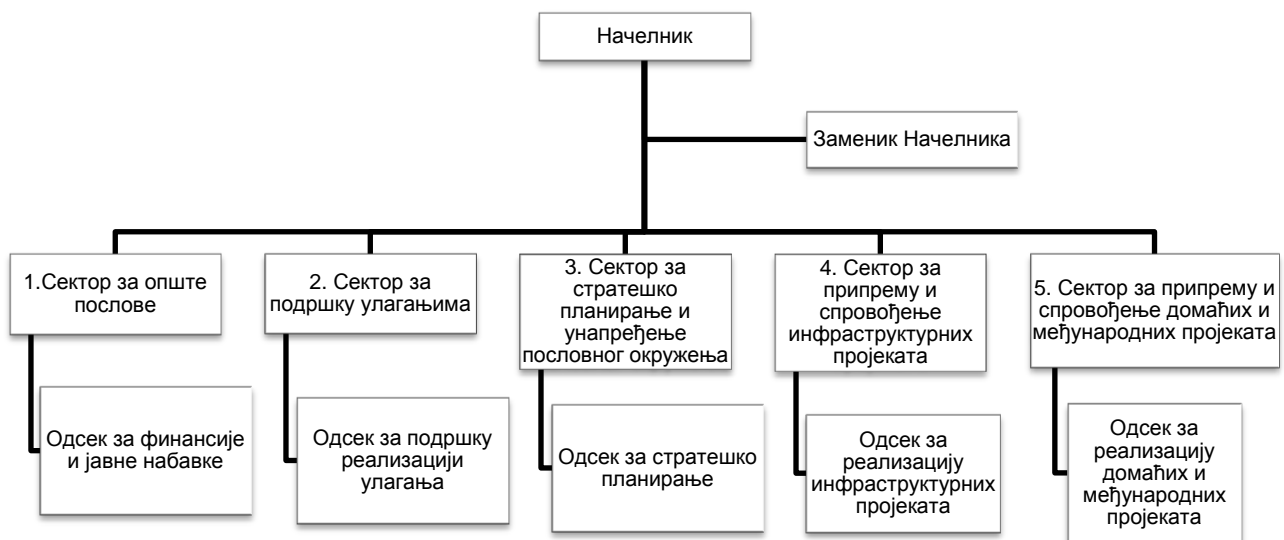 Начелник
Заменик Начелника
1.Сектор за опште
послове
2. Сектор за
подршку улагањима
3. Сектор за
стратешко
планирање и
унапређење
пословног окружења
4. Сектор за
припрему и
спровођење
инфраструктурних
пројеката
5. Сектор за припрему и
спровођење домаћих и
међународних пројеката
Одсек за финансије
и јавне набавке
Одсек за подршку
реализацији
улагања
Одсек за стратешко
планирање
Одсек за
реализацију
инфраструктурних
пројеката
Одсек за
реализацију
домаћих и
међународних
пројеката